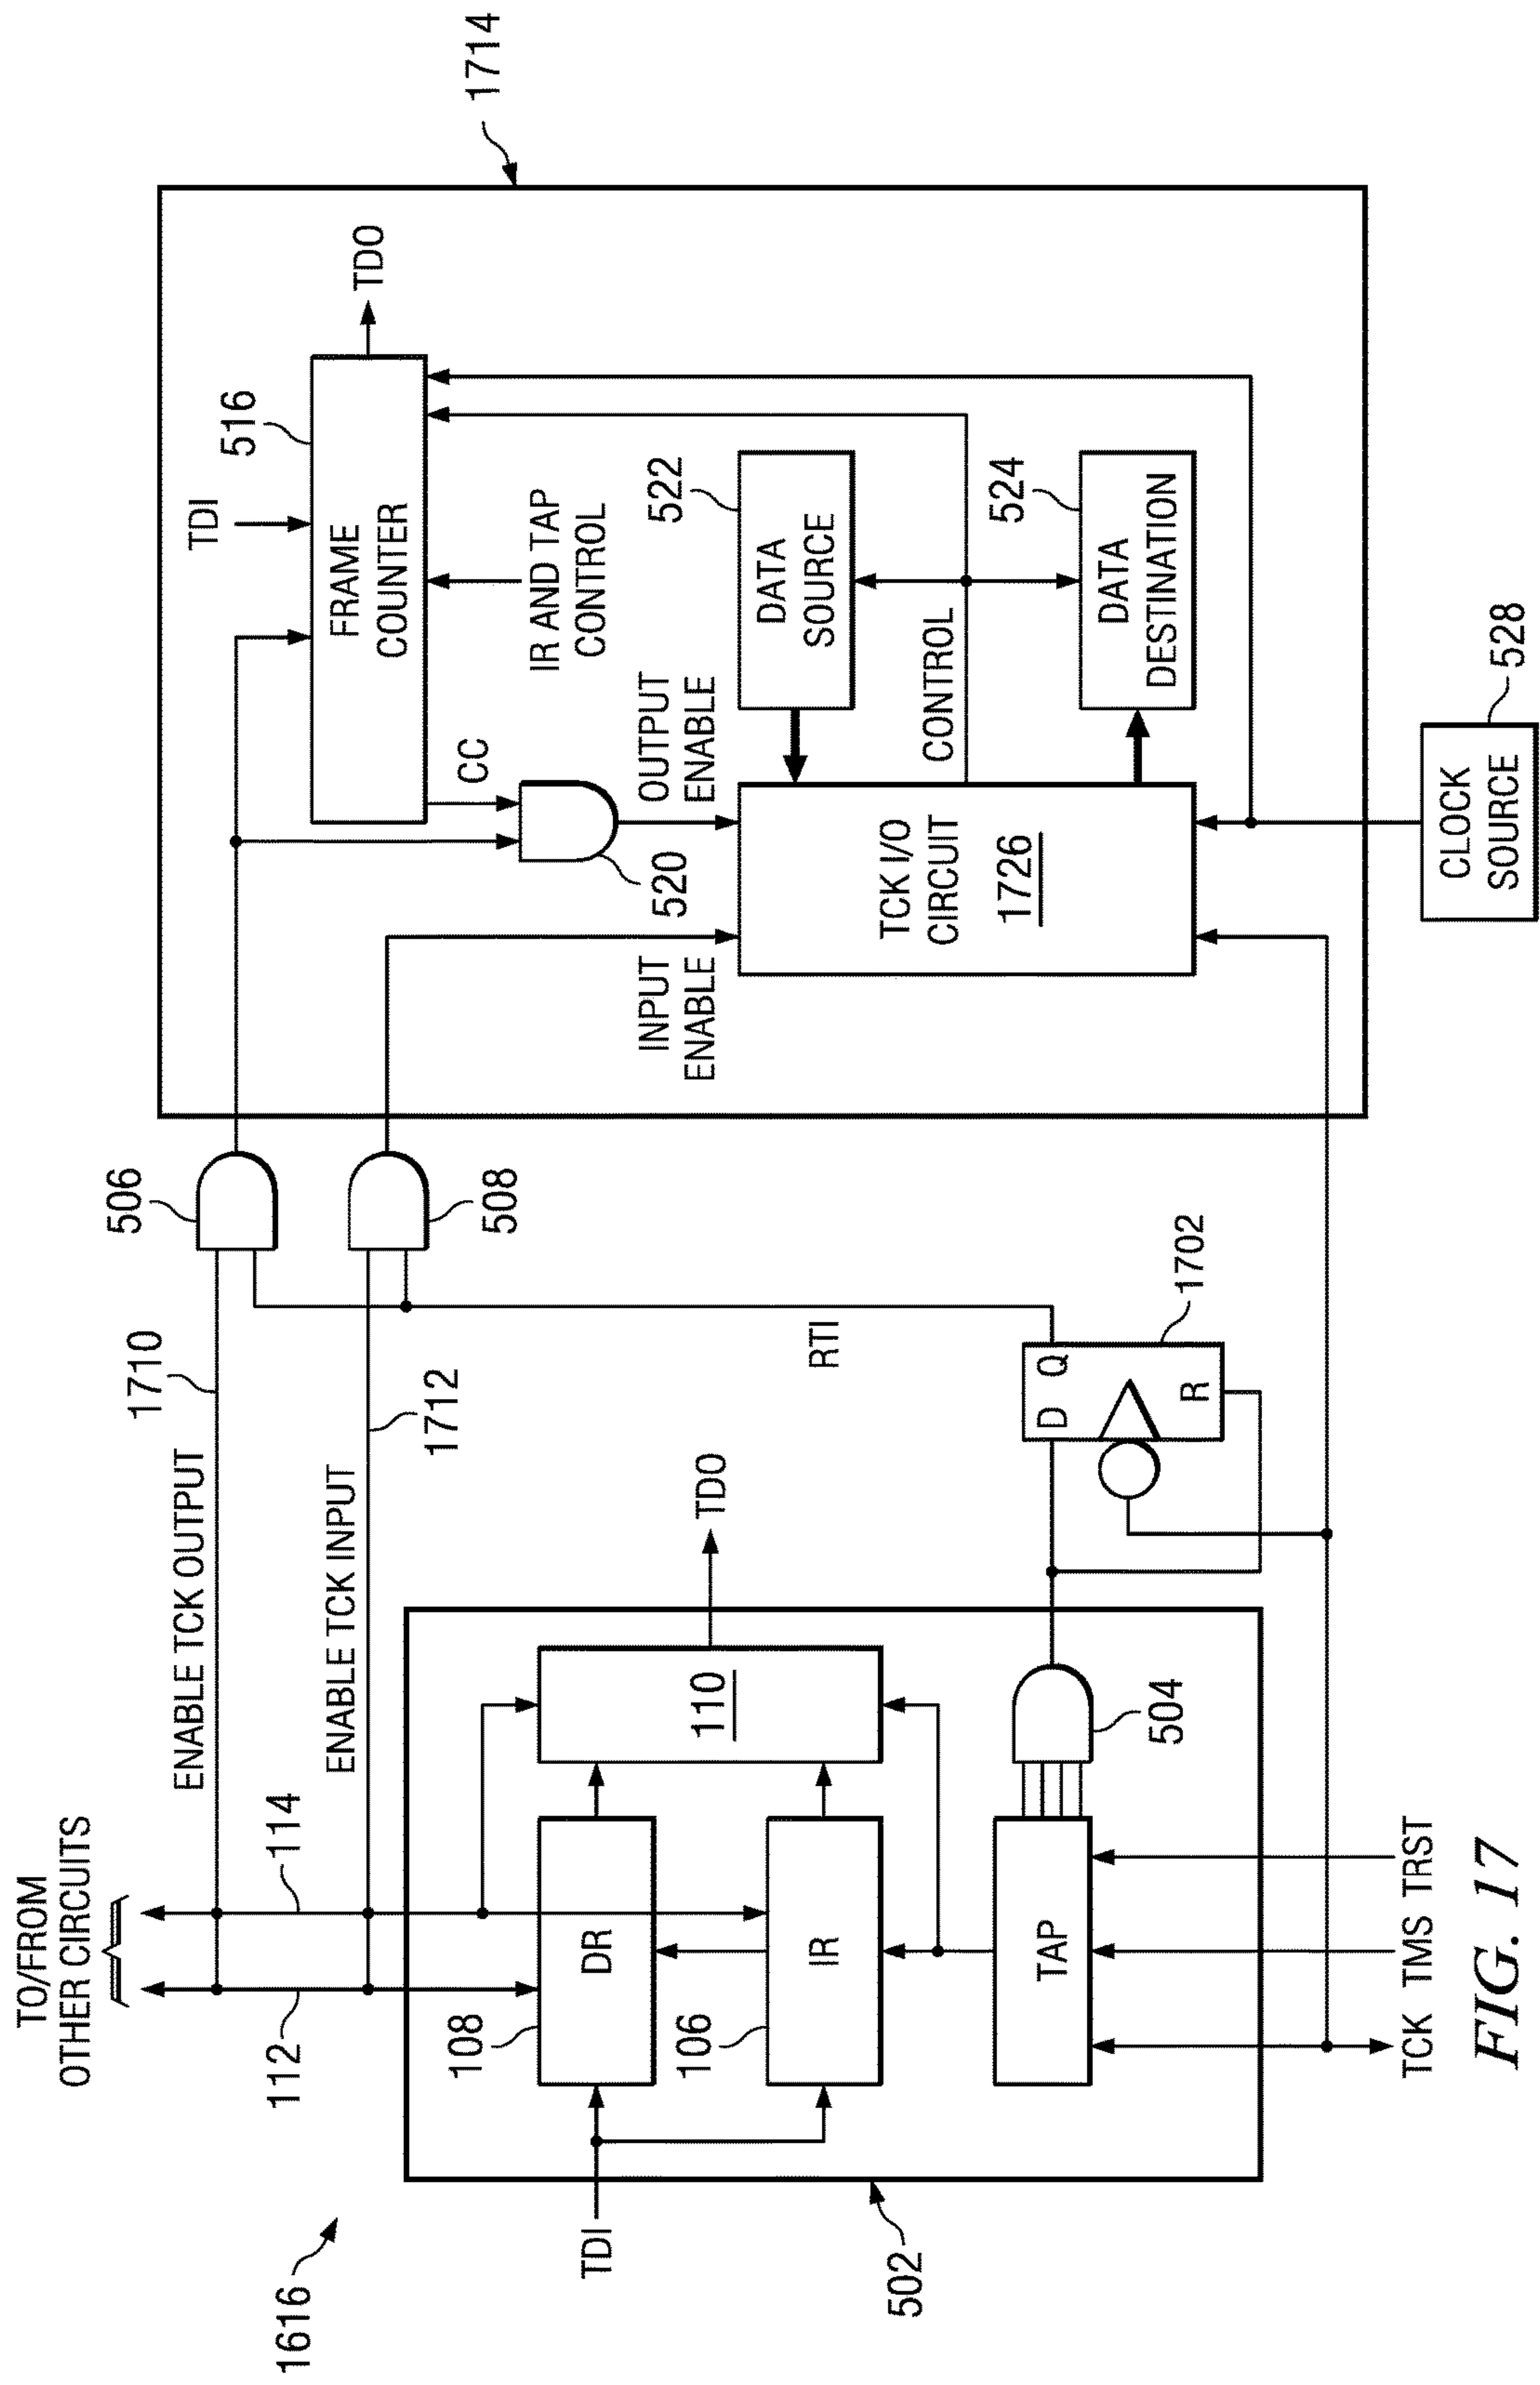 1616
TO/FROM
OTHER CIRCUITS
112
114
ENABLE TCK OUTPUT
1710
506
ENABLE TCK INPUT
1712
508
1714
TDI
516
FRAME
COUNTER
TDO
CC
520
IR AND TAP
CONTROL
INPUT
ENABLE
OUTPUT
ENABLE
522
DATA
SOURCE
TCK I/O
CIRCUIT
1726
CONTROL
524
DATA
DESTINATION
CLOCK
SOURCE
528
TDI
502
108
DR
106
IR
110
TDO
TAP
504
RTI
D Q
R
1702
TCK TMS TRST
FIG. 17